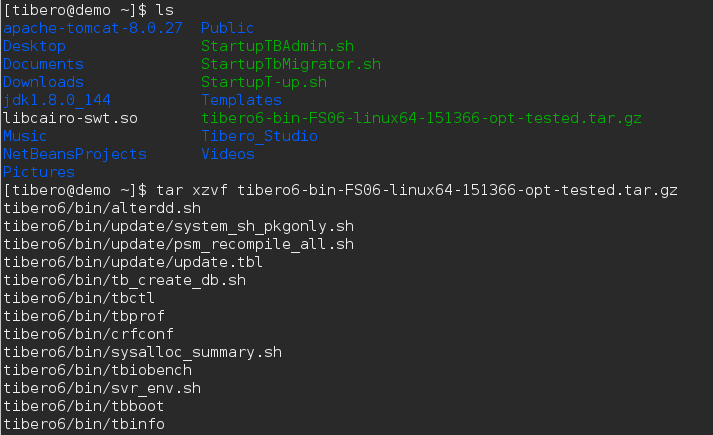 [tibero@demo ~]$ ls
apache-tomcat-8.0.27  Public
Desktop               StartupTBAdmin.sh
Documents             StartupTbMigrator.sh
Downloads             StartupT-up.sh
jdk1.8.0_144          Templates
libcairo-swt.so       tibero6-bin-FS06-linux64-151366-opt-tested.tar.gz
Music                 Tibero_Studio
NetBeansProjects      Videos
Pictures
[tibero@demo ~]$ tar xzvf tibero6-bin-FS06-linux64-151366-opt-tested.tar.gz
tibero6/bin/alterdd.sh
tibero6/bin/update/system_sh_pkgonly.sh
tibero6/bin/update/psm_recompile_all.sh
tibero6/bin/update/update.tbl
tibero6/bin/tb_create_db.sh
tibero6/bin/tbctl
tibero6/bin/tbprof
tibero6/bin/crfconf
tibero6/bin/sysalloc_summary.sh
tibero6/bin/tbiobench
tibero6/bin/svr_env.sh
tibero6/bin/tbboot
tibero6/bin/tbinfo